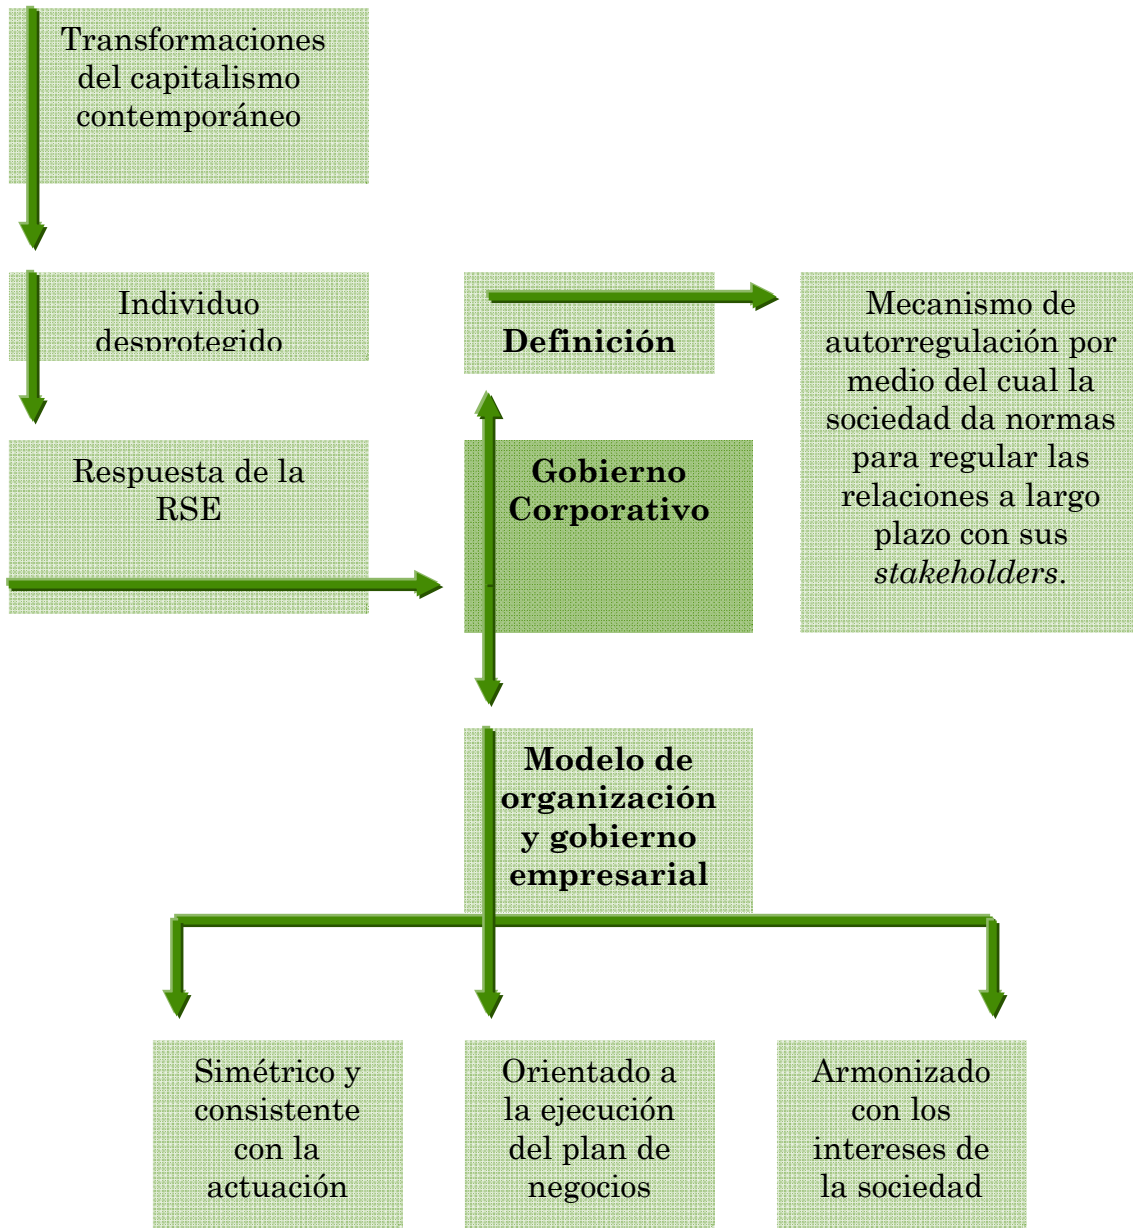 Transformaciones
del capitalismo
contemporáneo
Individuo
desprotegido
Respuesta de la
RSE
Definición
Gobierno
Corporativo
Mecanismo de
autorregulación por
medio del cual la
sociedad da normas
para regular las
relaciones a largo
plazo con sus
stakeholders.
Modelo de
organización
y gobierno
empresarial
Simétrico y
consistente
con la
actuación
Orientado a
la ejecución
del plan de
negocios
Armonizado
con los
intereses de
la sociedad